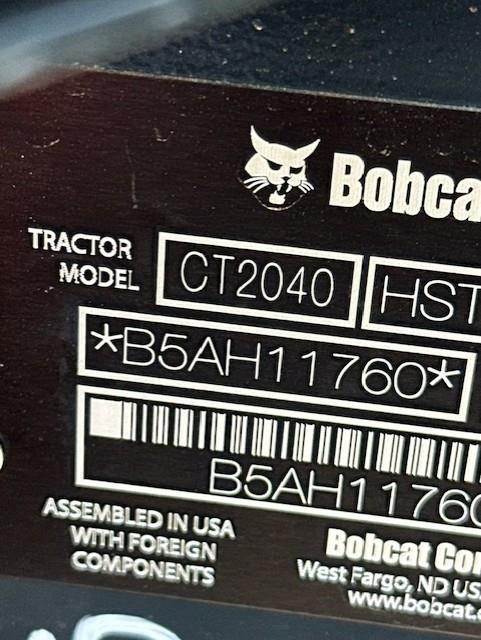 Bobca
TRACTOR
MODEL
CT2040
HST
*B5AH11760*
B5AH1176
ASSEMBLED IN USA
WITH FOREIGN
COMPONENTS
Bobcat Co
West Fargo, ND US
www.bobcat.